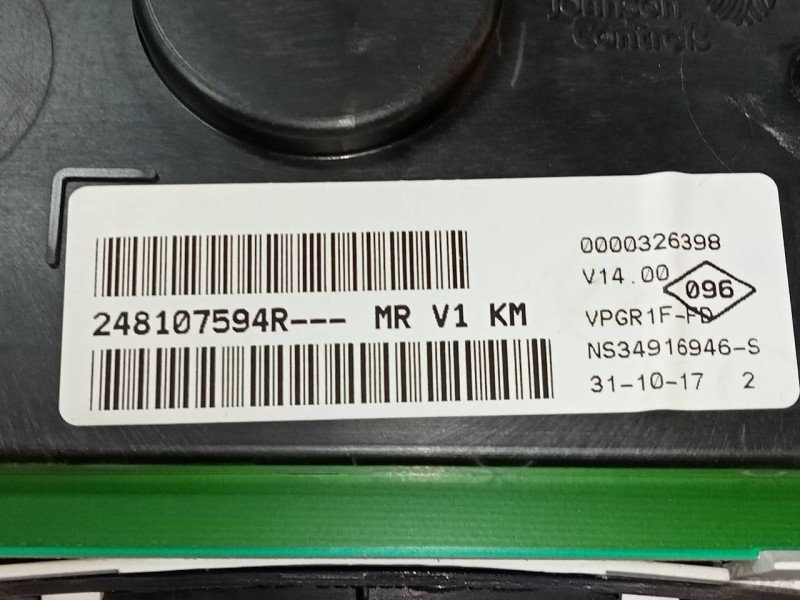 Johnson
Controls
0000326398
V14.00
096
248107594R--- MR V1 KM
VPGR1F-FD
NS34916946-S
31-10-17 2